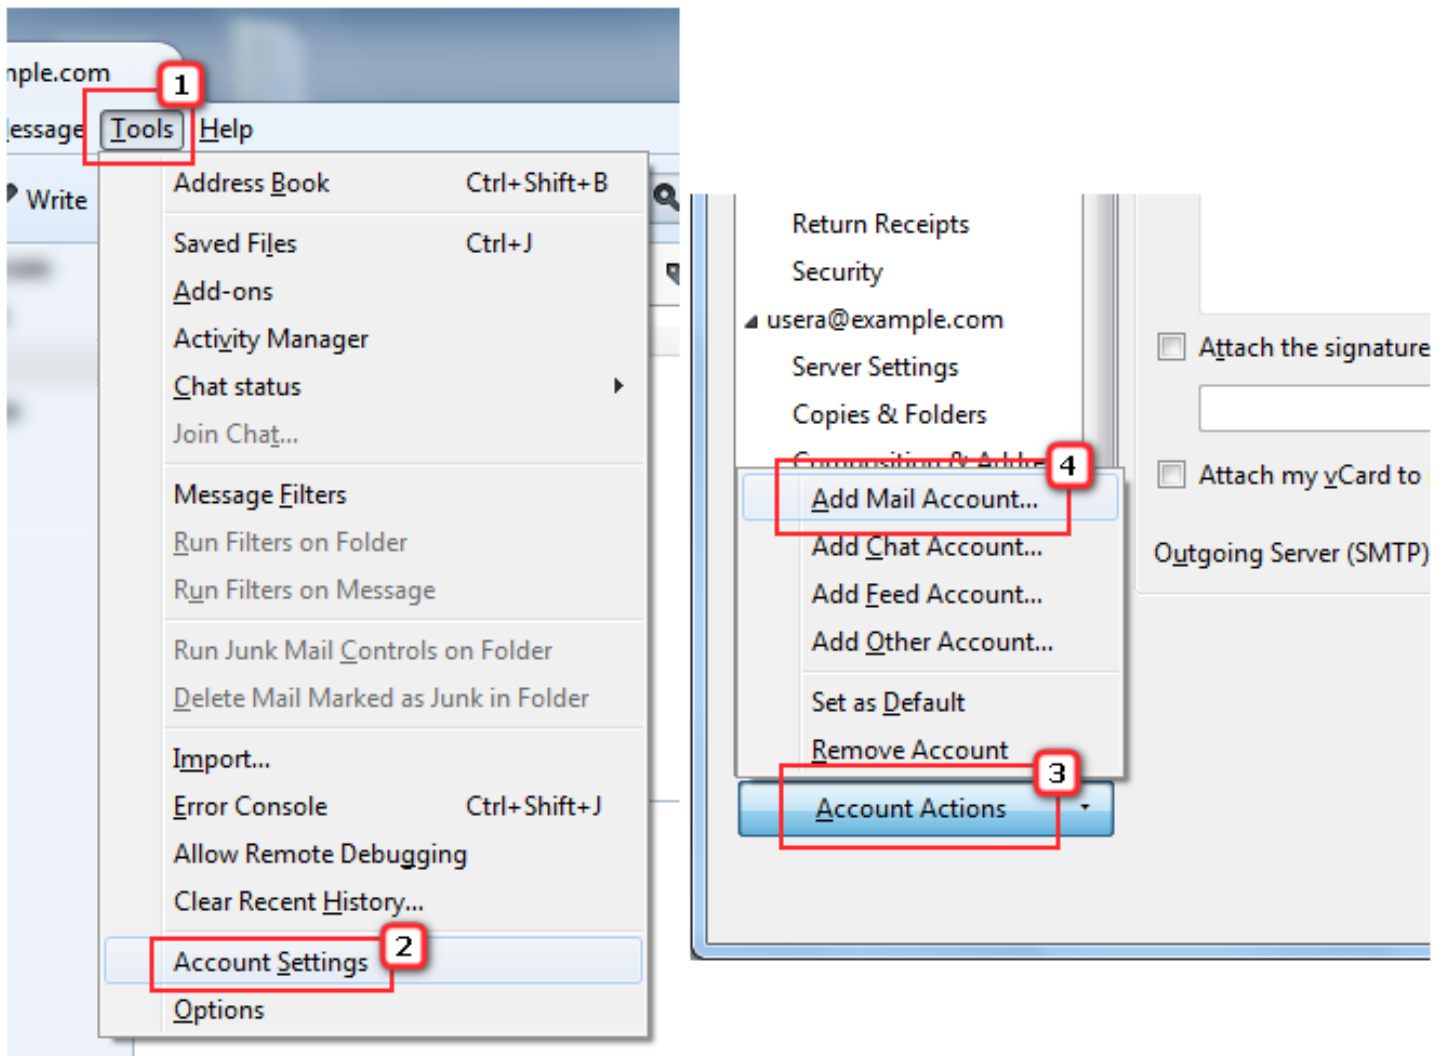 nple.com
1
essage Tools Help
Write
Address Book Ctrl+Shift+B
Saved Files Ctrl+J
Add-ons
Activity Manager
Chat status
Join Chat...
Message Filters
Run Filters on Folder
Run Filters on Message
Run Junk Mail Controls on Folder
Delete Mail Marked as Junk in Folder
Import...
Error Console Ctrl+Shift+J
Allow Remote Debugging
Clear Recent History...
2
Account Settings
Options
Return Receipts
Security
usera@example.com
Server Settings
Copies & Folders
Composition & Addre
4
Add Mail Account...
Add Chat Account...
Add Feed Account...
Add Other Account...
Set as Default
Remove Account
3
Account Actions
Attach the signature
Attach my vCard to
Outgoing Server (SMTP)